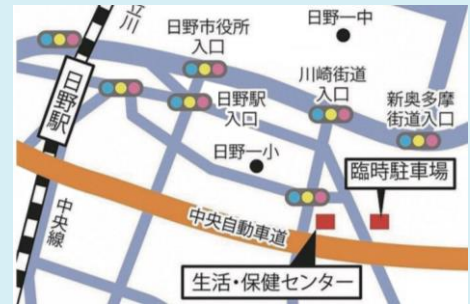 立川
日野市役所
入口
日野一中
川崎街道
入口
新奥多摩
街道入口
日野駅
日野駅
入口
日野一小
臨時駐車場
中央線
中央自動車道
生活・保健センター